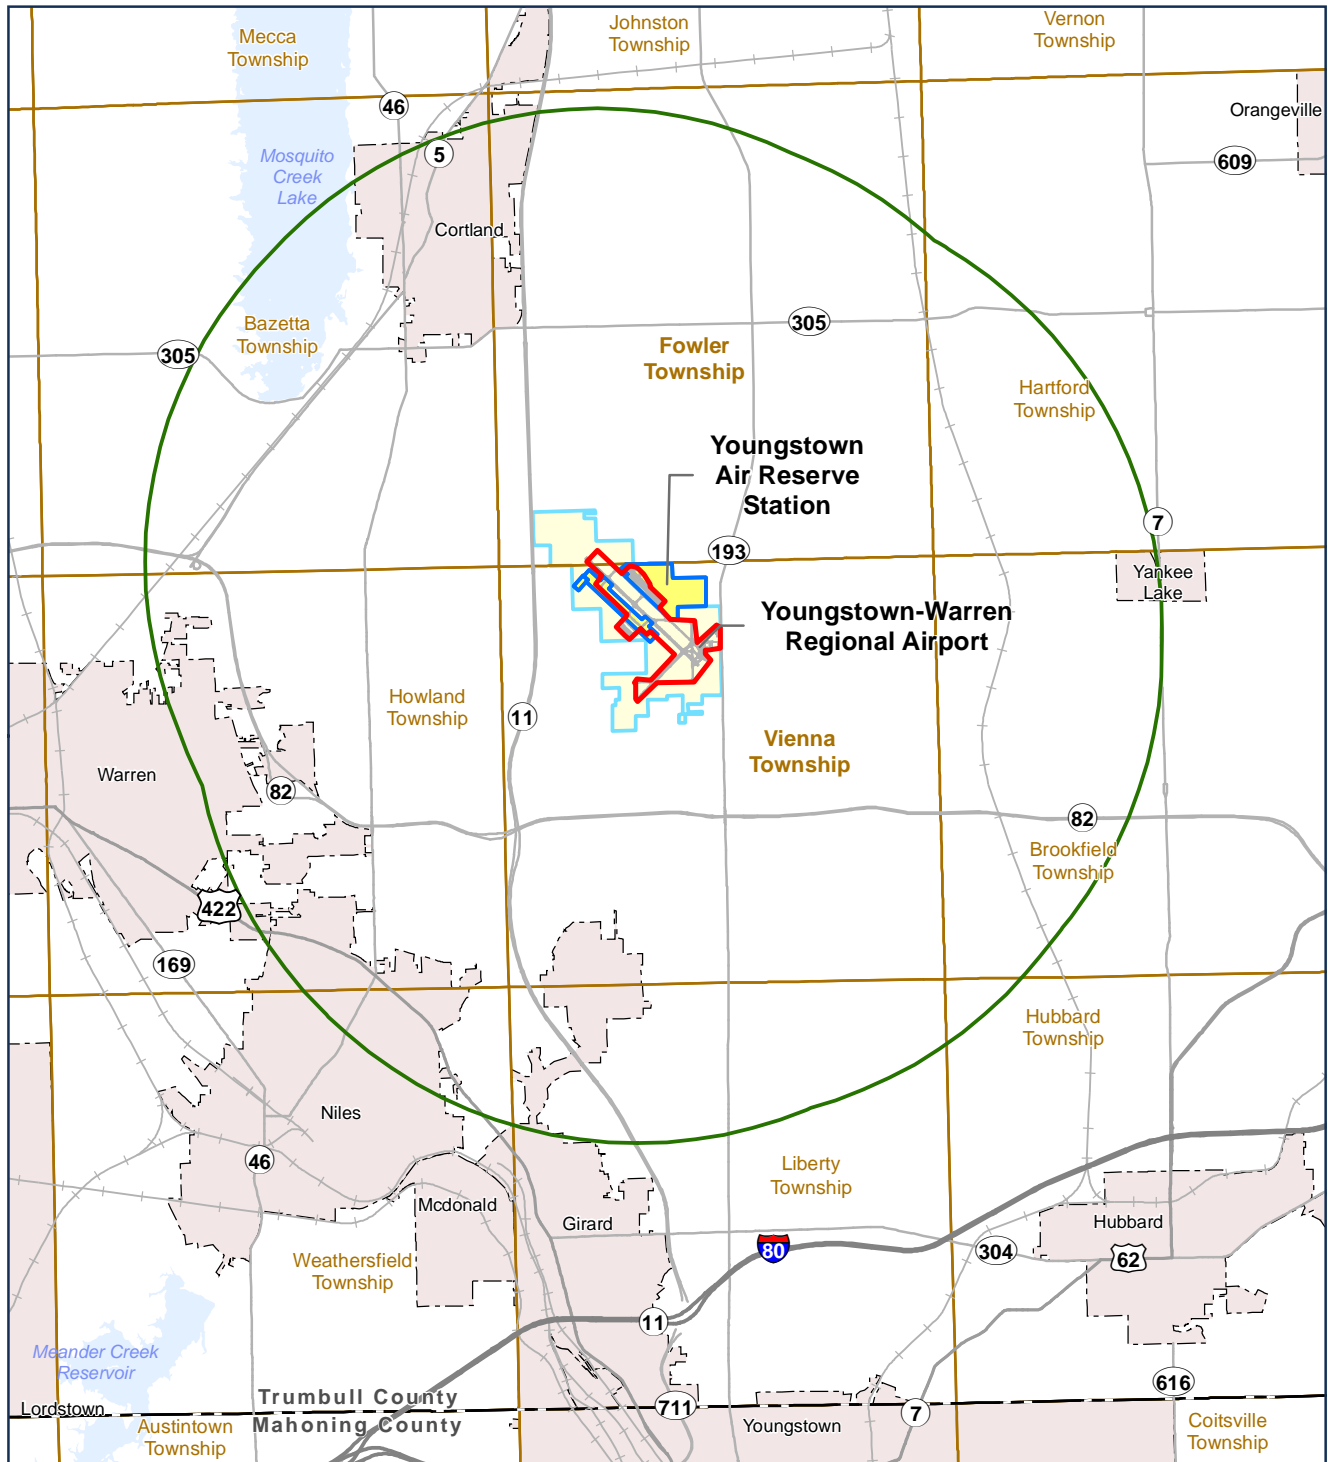 Mecca
Township
Johnston
Township
Vernon
Township
46
5
Orangeville
609
Mosquito
Creek
Lake
Cortland
Bazetta
Township
305
305
Fowler
Township
Hartford
Township
Youngstown
Air Reserve
Station
7
193
Yankee
Lake
Youngstown-Warren
Regional Airport
Howland
Township
11
Vienna
Township
Warren
82
82
Brookfield
Township
422
169
Hubbard
Township
Niles
46
Liberty
Township
Mcdonald
Girard
Hubbard
80
304
62
Weathersfield
Township
11
Meander Creek
Reservoir
616
Trumbull County
Lordstown
711
7
Mahoning County
Austintown
Township
Youngstown
Coitsville
Township